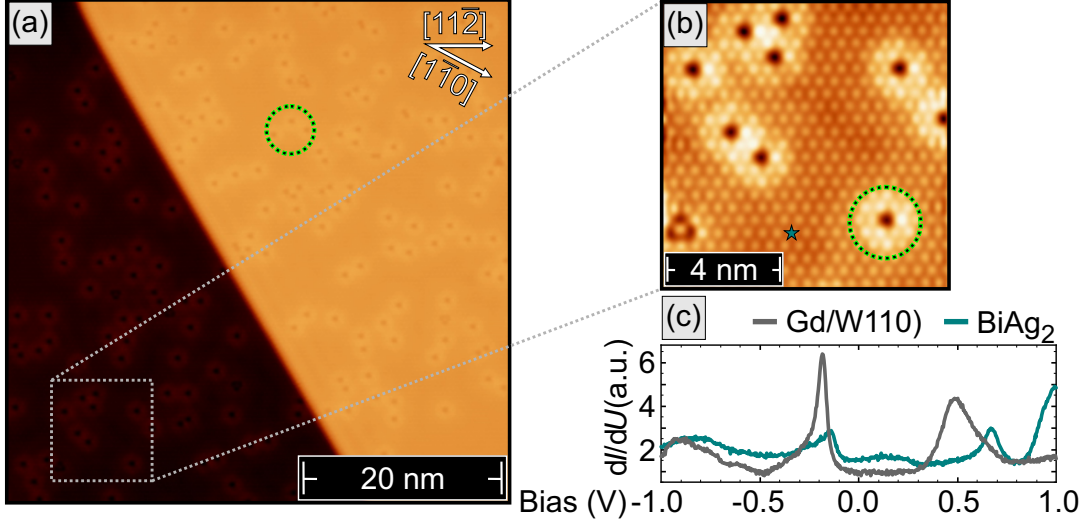 (a)
[112̄]
[11̄0]
20 nm
(b)
4 nm
(c)
Gd/W110)
BiAg₂
dI/dU(a.u.)
6
4
2
Bias (V)
-1.0
-0.5
0.0
0.5
1.0